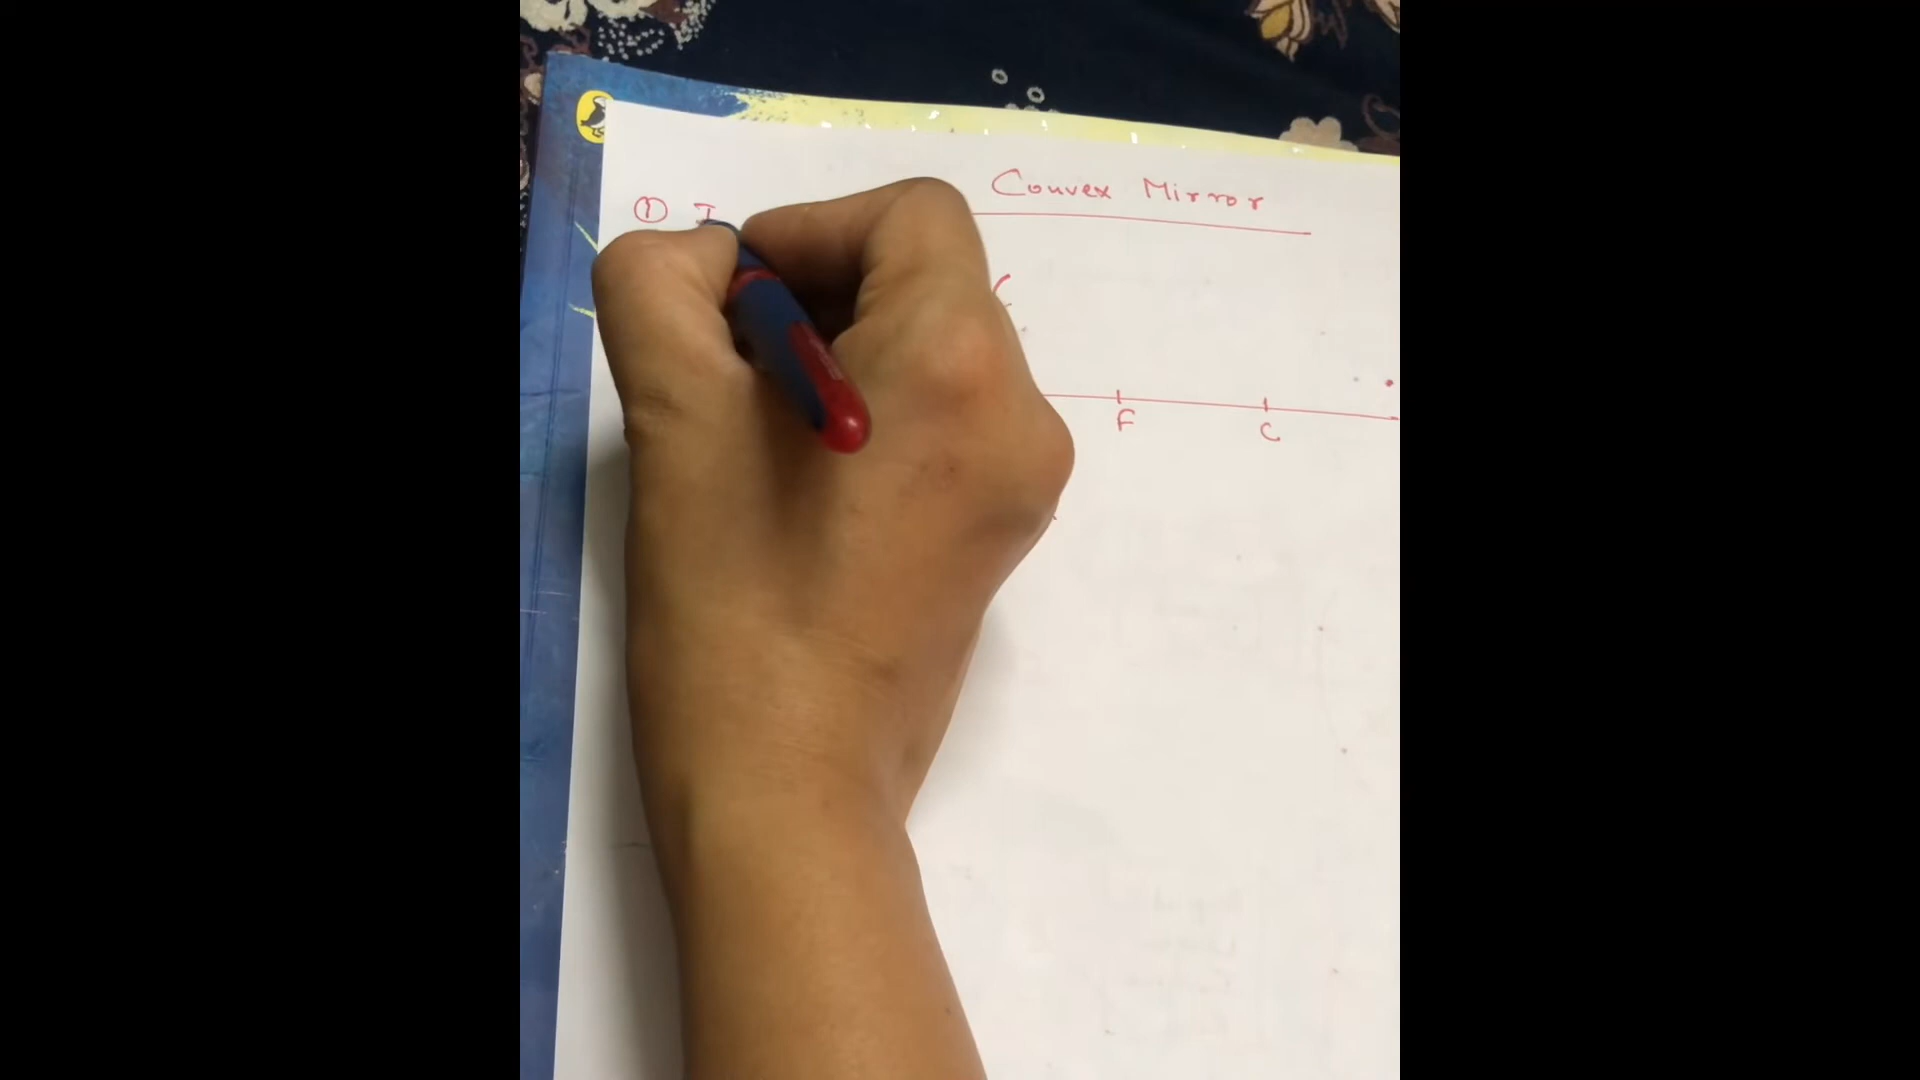 Convex Mirror
① I
F
C